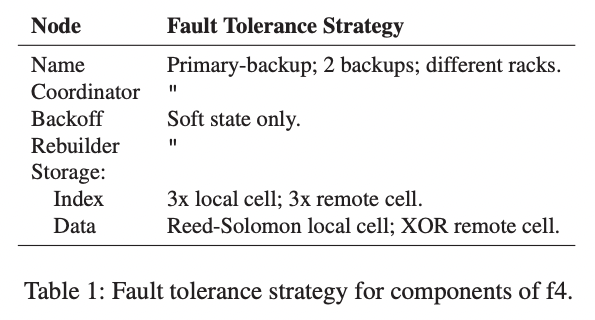 Node Fault Tolerance Strategy
Name Primary-backup; 2 backups; different racks.
Coordinator "
Backoff Soft state only.
Rebuilder "
Storage:
Index 3x local cell; 3x remote cell.
Data Reed-Solomon local cell; XOR remote cell.
Table 1: Fault tolerance strategy for components of f4.